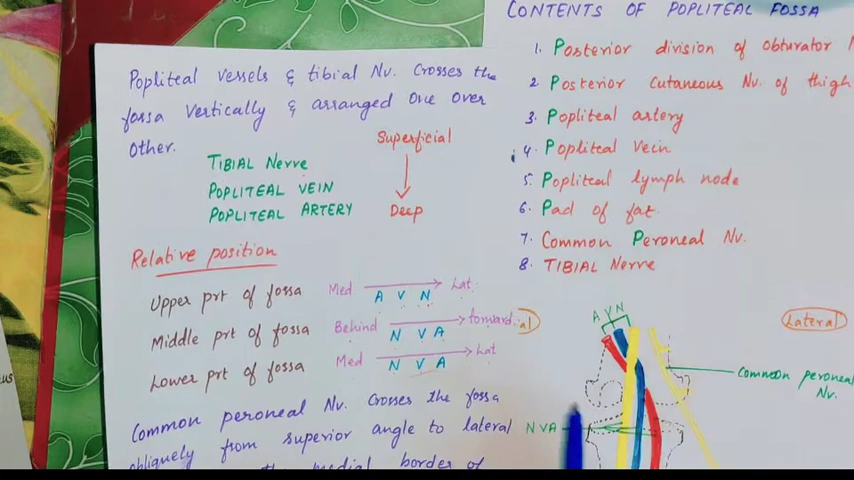 Popliteal vessels & tibial Nv. Crosses the
fossa vertically & arranged One Over
Other.
Superficial
TIBIAL Nerve
POPLITEAL VEIN
POPLITEAL ARTERY
Deep
Relative position
Upper prt of fossa Med → Lat
A V N
Middle prt of fossa Behind → forward
N V A
Lower prt of fossa Med → Lat
N V A
Common peroneal Nv. Crosses the fossa
obliquely from superior angle to lateral
medial border of
CONTENTS OF POPLITEAL FOSSA
1. Posterior division of obturator
2 Posterior Cutaneous Nv. of thigh
3. Popliteal artery
4. Popliteal Vein
5. Popliteal lymph node
6. Pad of fat
7. Common Peroneal Nv.
8. TIBIAL Nerve
A V N
Lateral
Common peroneal
Nv.
N V A